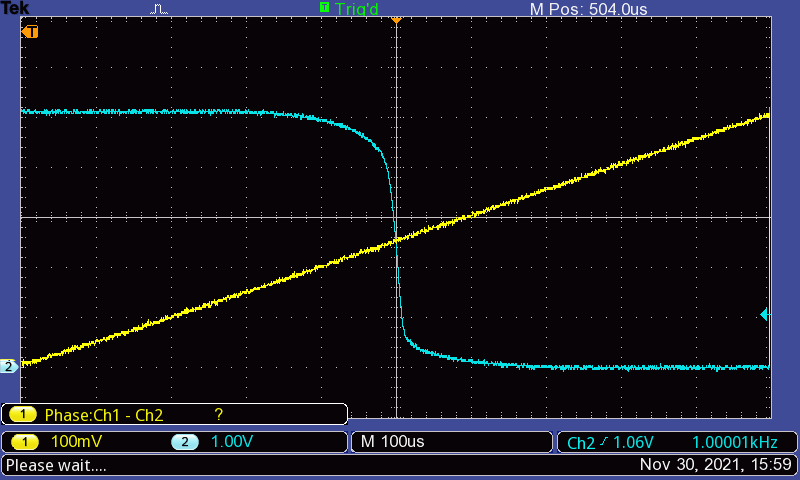 Tek T Trig'd M Pos: 504.0us
T
2
1 Phase:Ch1 - Ch2 ?
1 100mV 2 1.00V M 100us Ch2 1.06V 1.00001kHz
Please wait.... Nov 30, 2021, 15:59